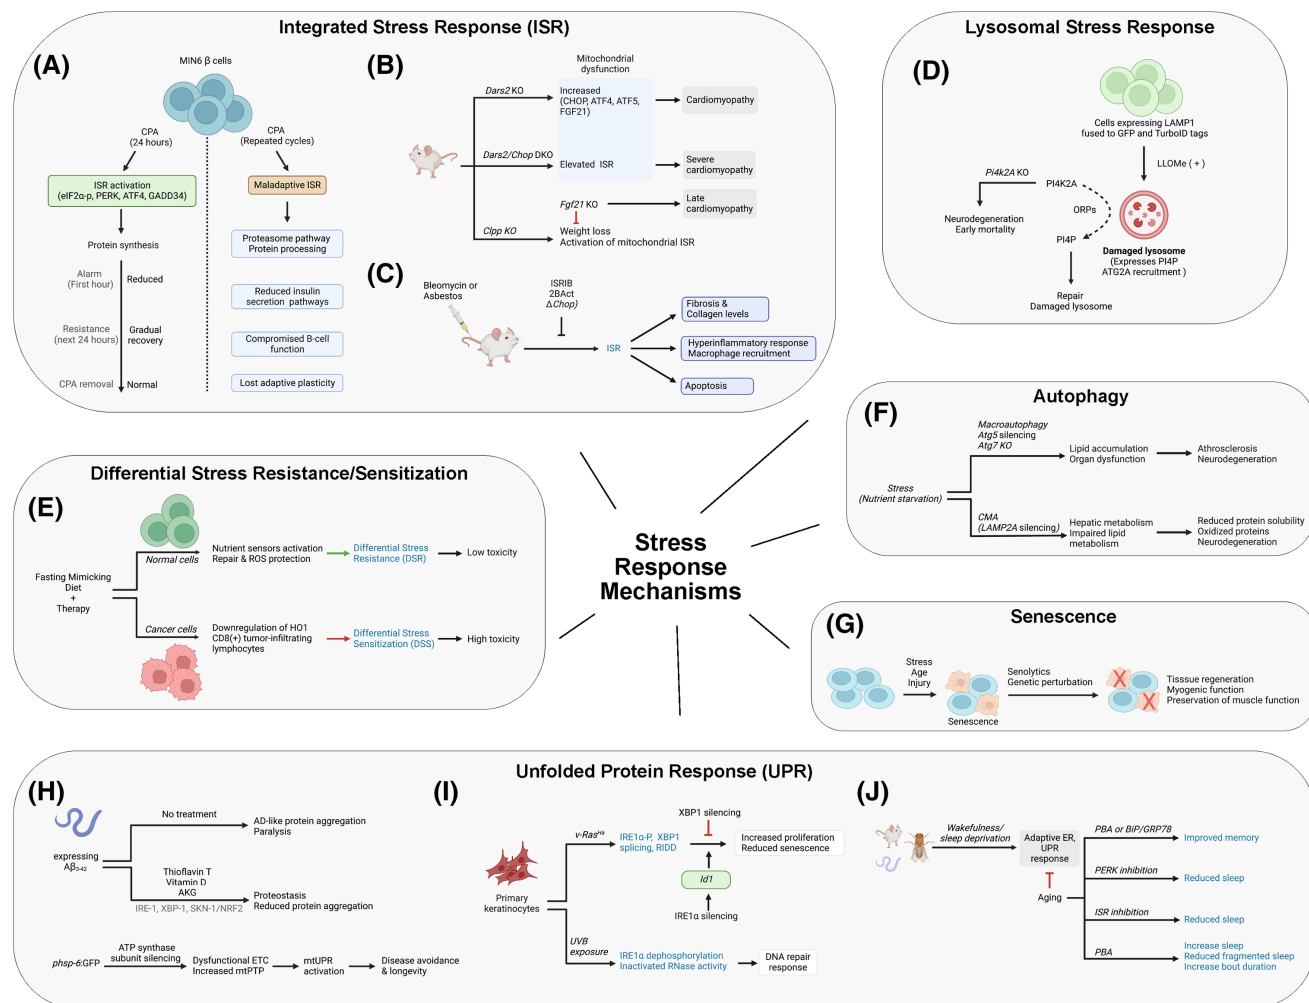 Integrated Stress Response (ISR)
(A)
MIN6 β cells
CPA
(24 hours)
CPA
(Repeated cycles)
ISR activation
(eIF2α-p, PERK, ATF4, GADD34)
Maladaptive ISR
Protein synthesis
Proteasome pathway
Protein processing
Alarm
(First hour)
Reduced
Reduced insulin
secretion pathways
Resistance
(next 24 hours)
Gradual
recovery
Compromised B-cell
function
CPA removal
Normal
Lost adaptive plasticity
(B)
Mitochondrial
dysfunction
Dars2 KO
Increased
(CHOP, ATF4, ATF5,
FGF21)
Cardiomyopathy
Dars2/Chop DKO
Elevated ISR
Severe
cardiomyopathy
Fgf21 KO
Late
cardiomyopathy
Clpp KO
Weight loss
Activation of mitochondrial ISR
(C)
Bleomycin or
Asbestos
ISRIB
2BAct
ΔChop)
ISR
Fibrosis &
Collagen levels
Hyperinflammatory response
Macrophage recruitment
Apoptosis
Lysosomal Stress Response
(D)
Cells expressing LAMP1
fused to GFP and TurboID tags
LLOMe ( + )
Pi4k2A KO
PI4K2A
ORPs
Neurodegeneration
Early mortality
PI4P
Damaged lysosome
(Expresses PI4P
ATG2A recruitment )
Repair
Damaged lysosome
Differential Stress Resistance/Sensitization
(E)
Fasting Mimicking
Diet
+
Therapy
Normal cells
Nutrient sensors activation
Repair & ROS protection
Differential Stress
Resistance (DSR)
Low toxicity
Cancer cells
Downregulation of HO1
CD8(+) tumor-infiltrating
lymphocytes
Differential Stress
Sensitization (DSS)
High toxicity
Stress
Response
Mechanisms
Autophagy
(F)
Stress
(Nutrient starvation)
Macroautophagy
Atg5 silencing
Atg7 KO
Lipid accumulation
Organ dysfunction
Athrosclerosis
Neurodegeneration
CMA
(LAMP2A silencing)
Hepatic metabolism
Impaired lipid
metabolism
Reduced protein solubility
Oxidized proteins
Neurodegeneration
Senescence
(G)
Stress
Age
Injury
Senescence
Senolytics
Genetic perturbation
Tisssue regeneration
Myogenic function
Preservation of muscle function
Unfolded Protein Response (UPR)
(H)
expressing
Aβ3-42
No treatment
AD-like protein aggregation
Paralysis
Thioflavin T
Vitamin D
AKG
IRE-1, XBP-1, SKN-1/NRF2
Proteostasis
Reduced protein aggregation
phsp-6:GFP
ATP synthase
subunit silencing
Dysfunctional ETC
Increased mtPTP
mtUPR
activation
Disease avoidance
& longevity
(I)
Primary
keratinocytes
v-RasHa
IRE1α-P, XBP1
splicing, RIDD
XBP1 silencing
Increased proliferation
Reduced senescence
Id1
IRE1α silencing
UVB
exposure
IRE1α dephosphorylation
Inactivated RNase activity
DNA repair
response
(J)
Wakefulness/
sleep deprivation
Adaptive ER,
UPR
response
Aging
PBA or BiP/GRP78
Improved memory
PERK inhibition
Reduced sleep
ISR inhibition
Reduced sleep
PBA
Increase sleep
Reduced fragmented sleep
Increase bout duration